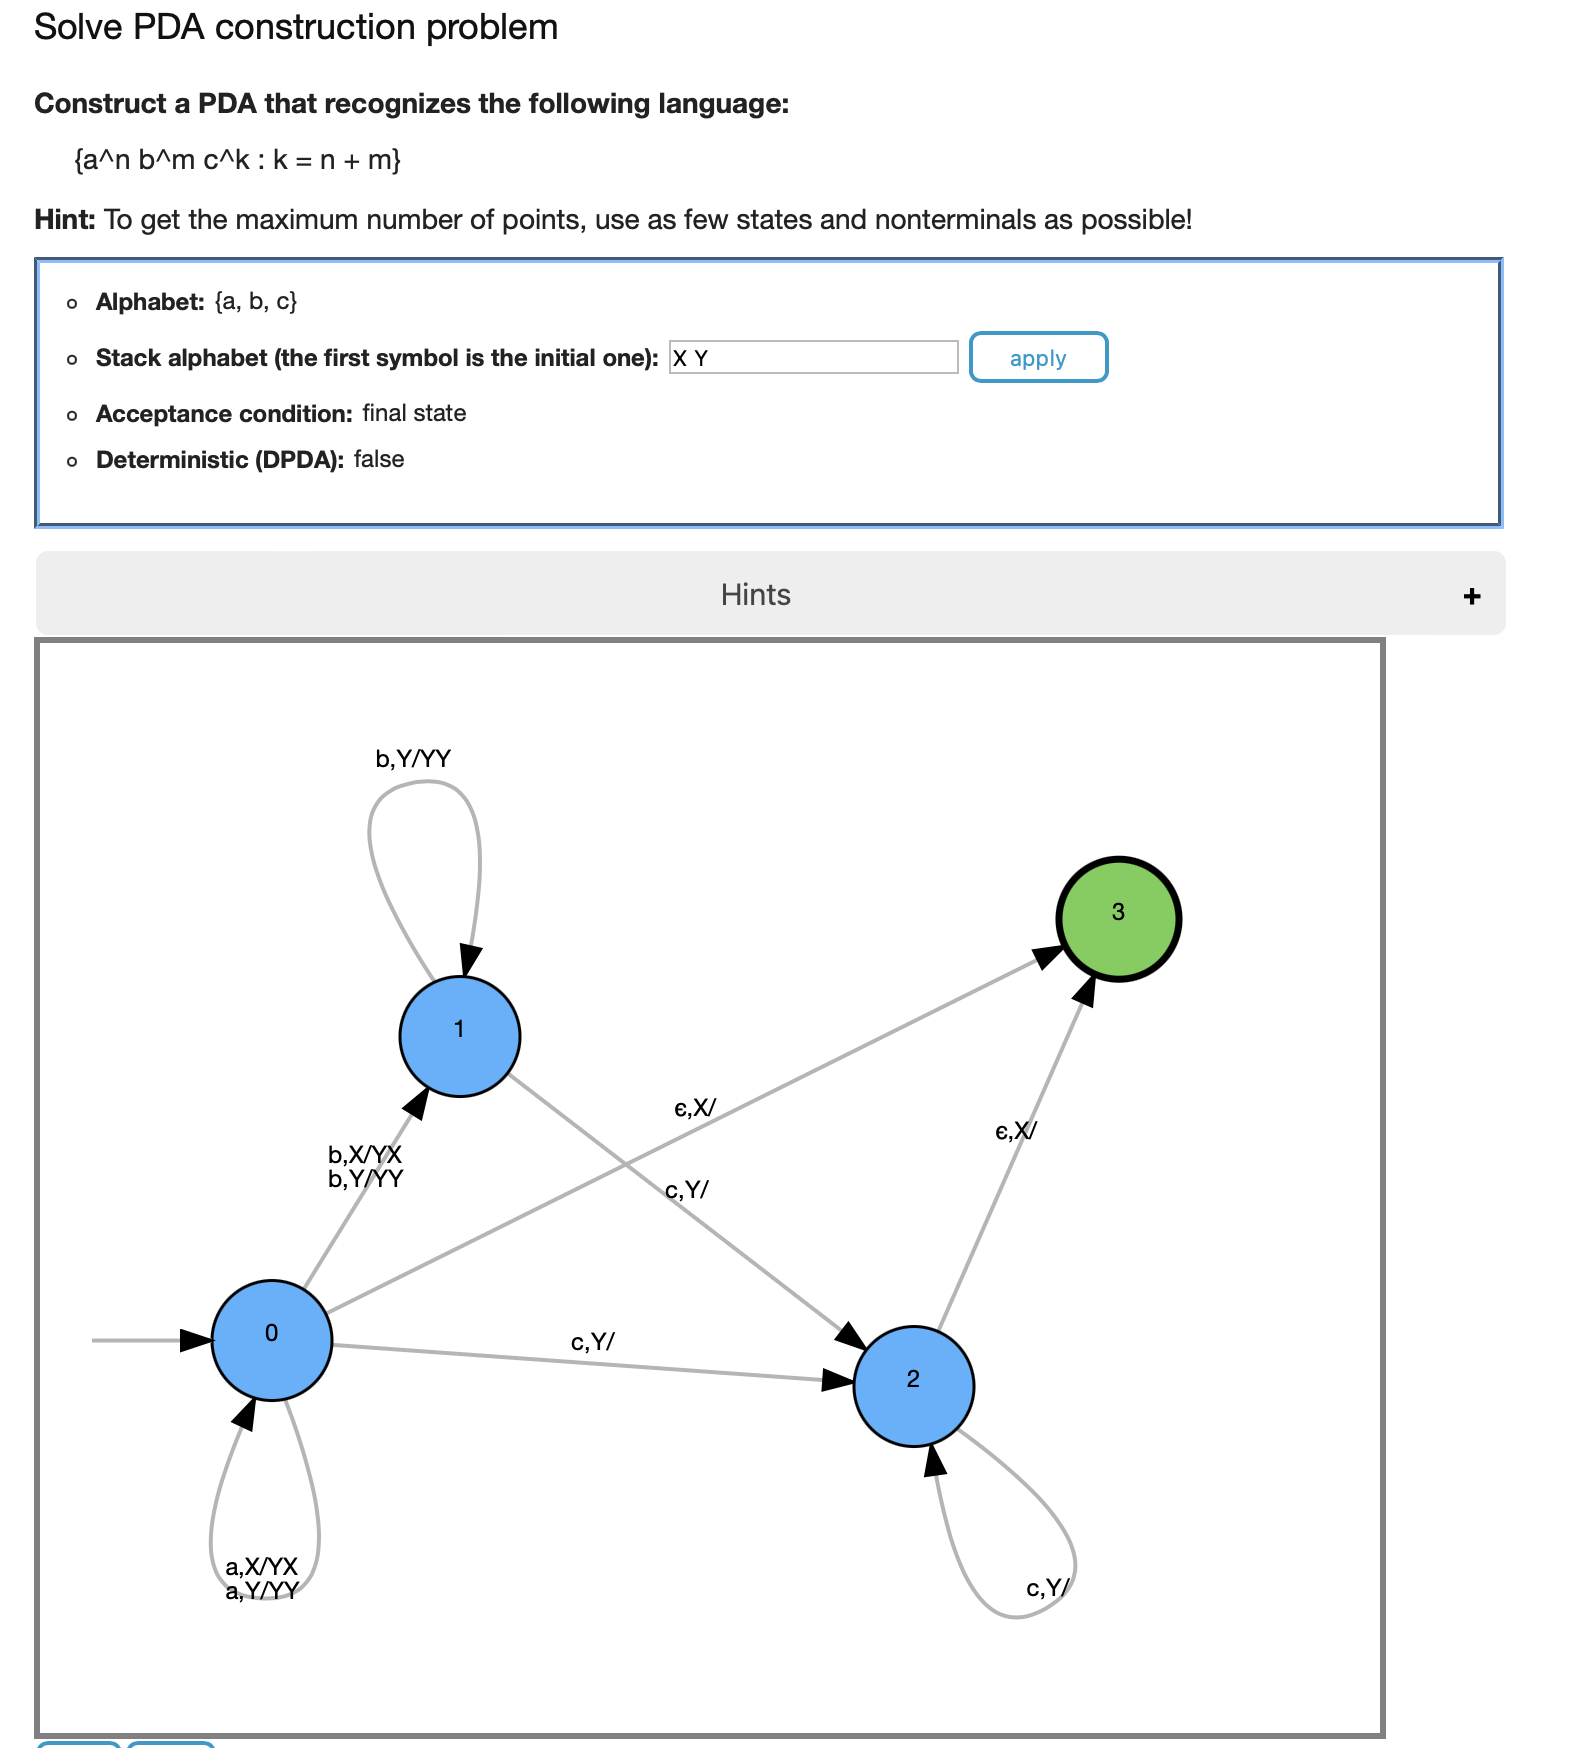 Solve PDA construction problem
Construct a PDA that recognizes the following language:
{a^n b^m c^k : k = n + m}
Hint: To get the maximum number of points, use as few states and nonterminals as possible!
Alphabet: {a, b, c}
Stack alphabet (the first symbol is the initial one): X Y apply
Acceptance condition: final state
Deterministic (DPDA): false
Hints +
b,Y/YY
3
1
ϵ,X/
ϵ,X/
b,X/YX
b,Y/YY
c,Y/
0
c,Y/
2
a,X/YX
a,Y/YY
c,Y/